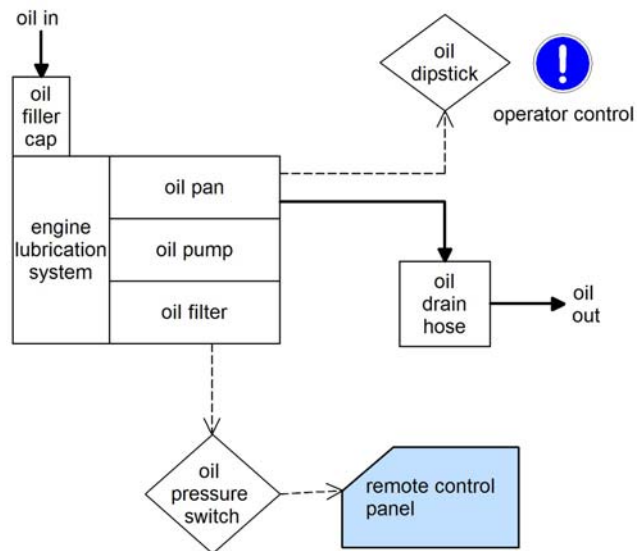 oil in
oil
filler
cap
oil
dipstick
operator control
engine
lubrication
system
oil pan
oil pump
oil filter
oil
drain
hose
oil
out
oil
pressure
switch
remote control
panel